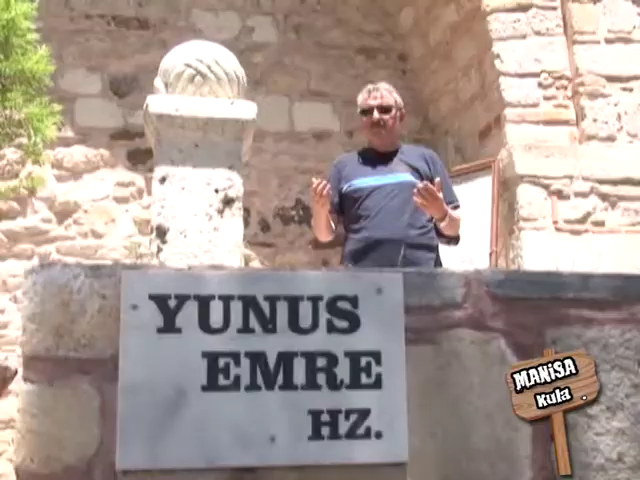 YUNUS
EMRE
HZ.
MANiSA
Kula